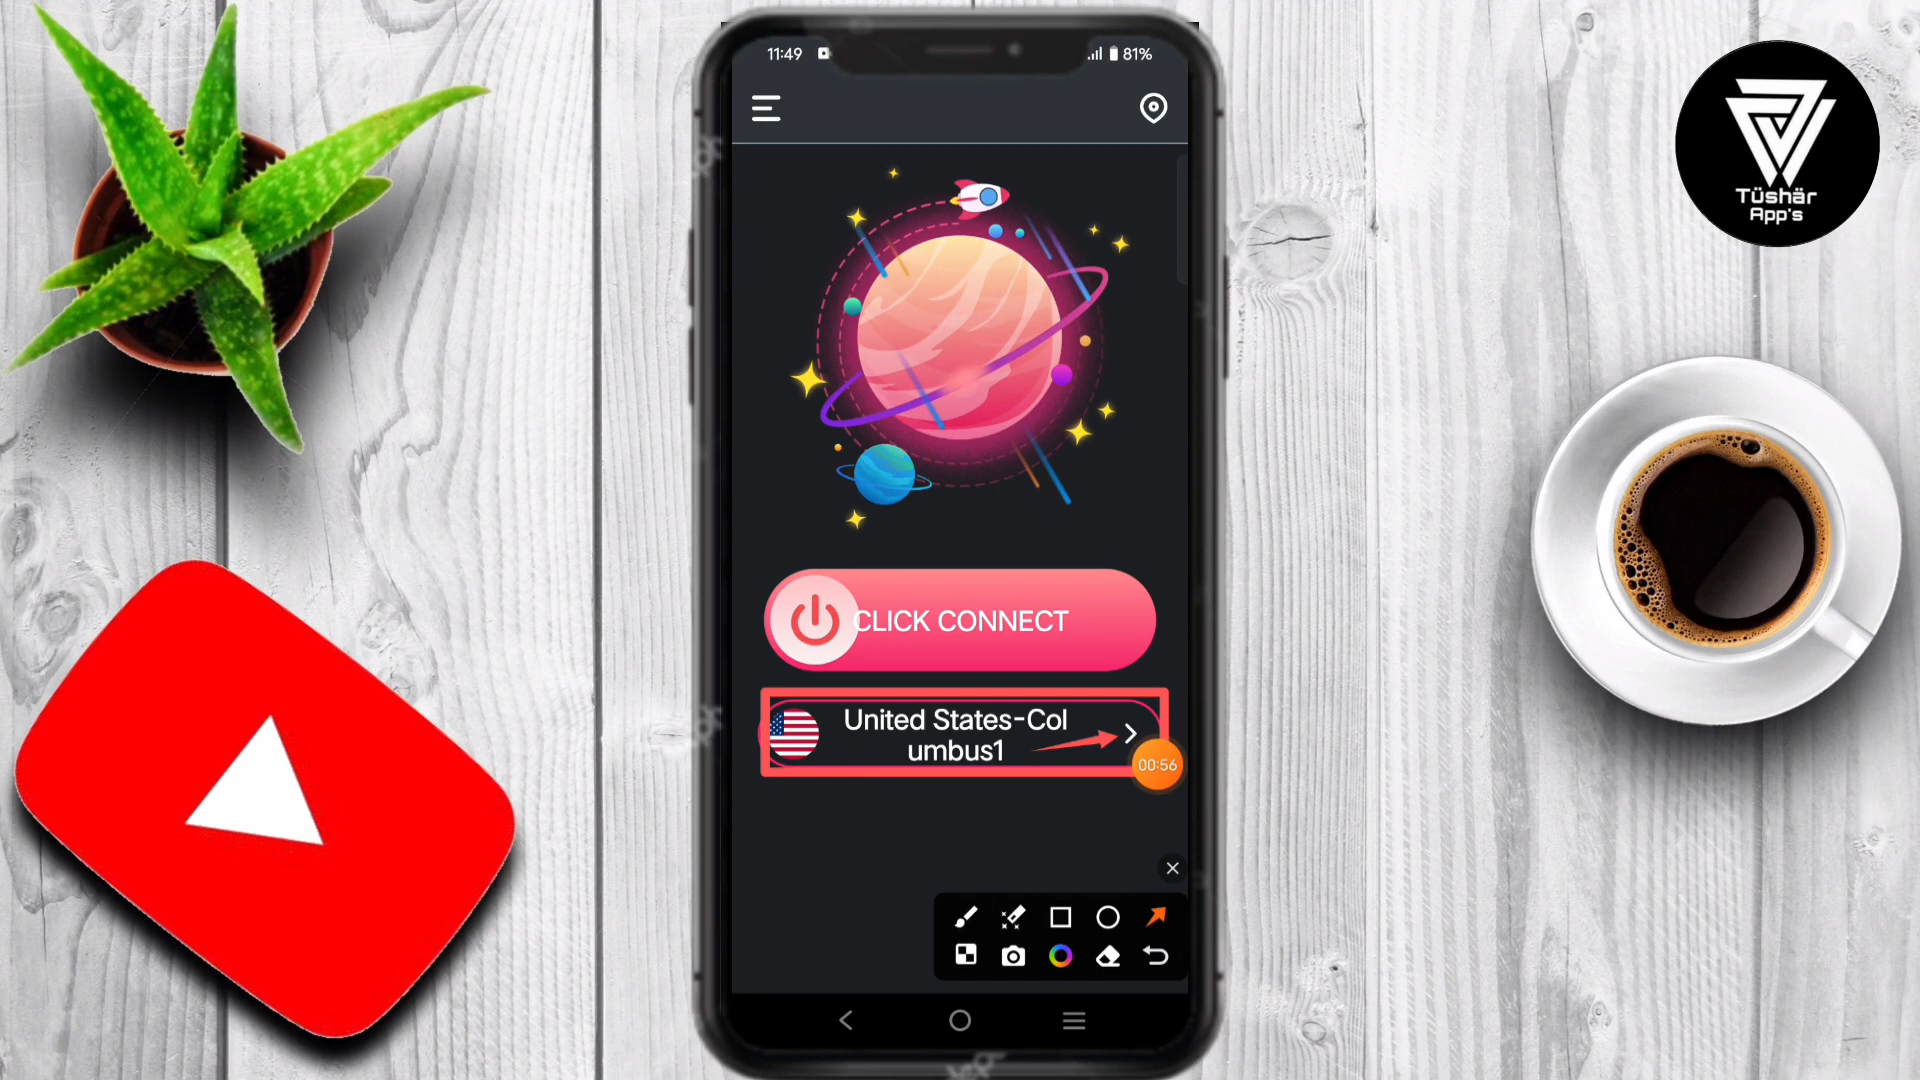 11:49
81%
Tüshär
App's
CLICK CONNECT
United States-Col
umbus1
00:56